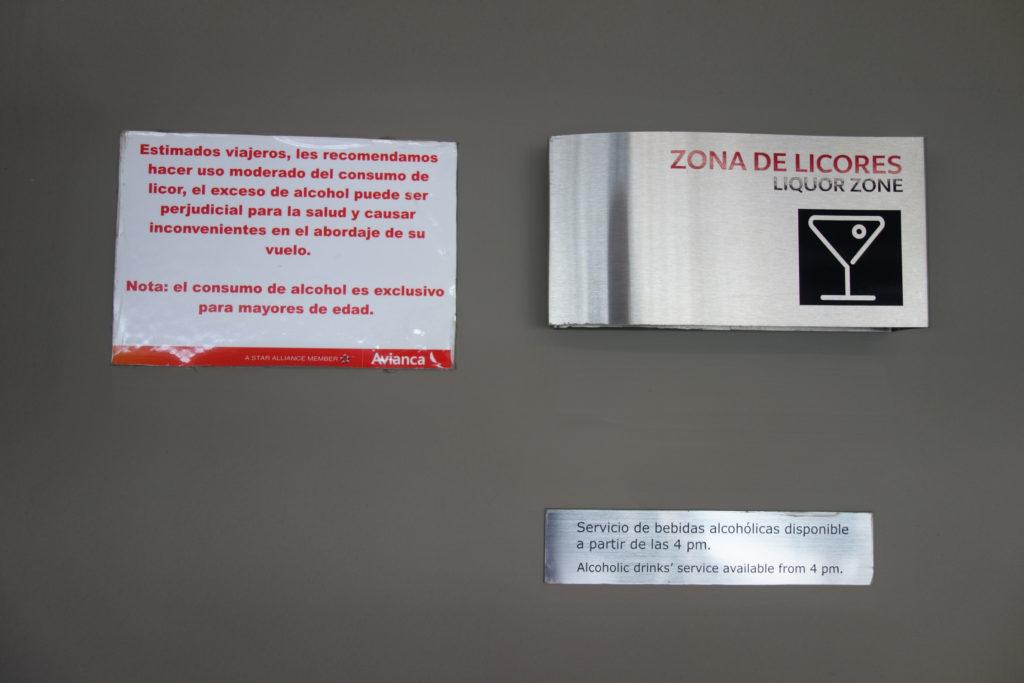 Estimados viajeros, les recomendamos
hacer uso moderado del consumo de
licor, el exceso de alcohol puede ser
perjudicial para la salud y causar
inconvenientes en el abordaje de su
vuelo.
Nota: el consumo de alcohol es exclusivo
para mayores de edad.
A STAR ALLIANCE MEMBER
Avianca
ZONA DE LICORES
LIQUOR ZONE
Servicio de bebidas alcohólicas disponible
a partir de las 4 pm.
Alcoholic drinks' service available from 4 pm.